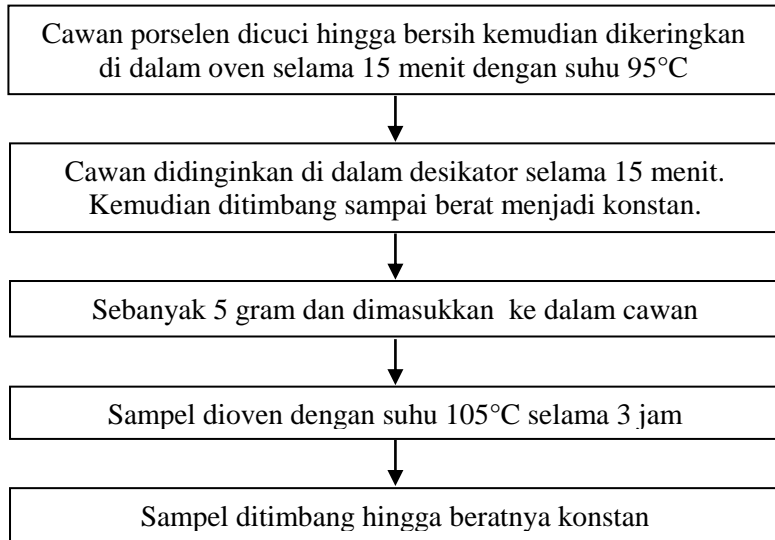 Cawan porselen dicuci hingga bersih kemudian dikeringkan
di dalam oven selama 15 menit dengan suhu 95°C
Cawan didinginkan di dalam desikator selama 15 menit.
Kemudian ditimbang sampai berat menjadi konstan.
Sebanyak 5 gram dan dimasukkan ke dalam cawan
Sampel dioven dengan suhu 105°C selama 3 jam
Sampel ditimbang hingga beratnya konstan